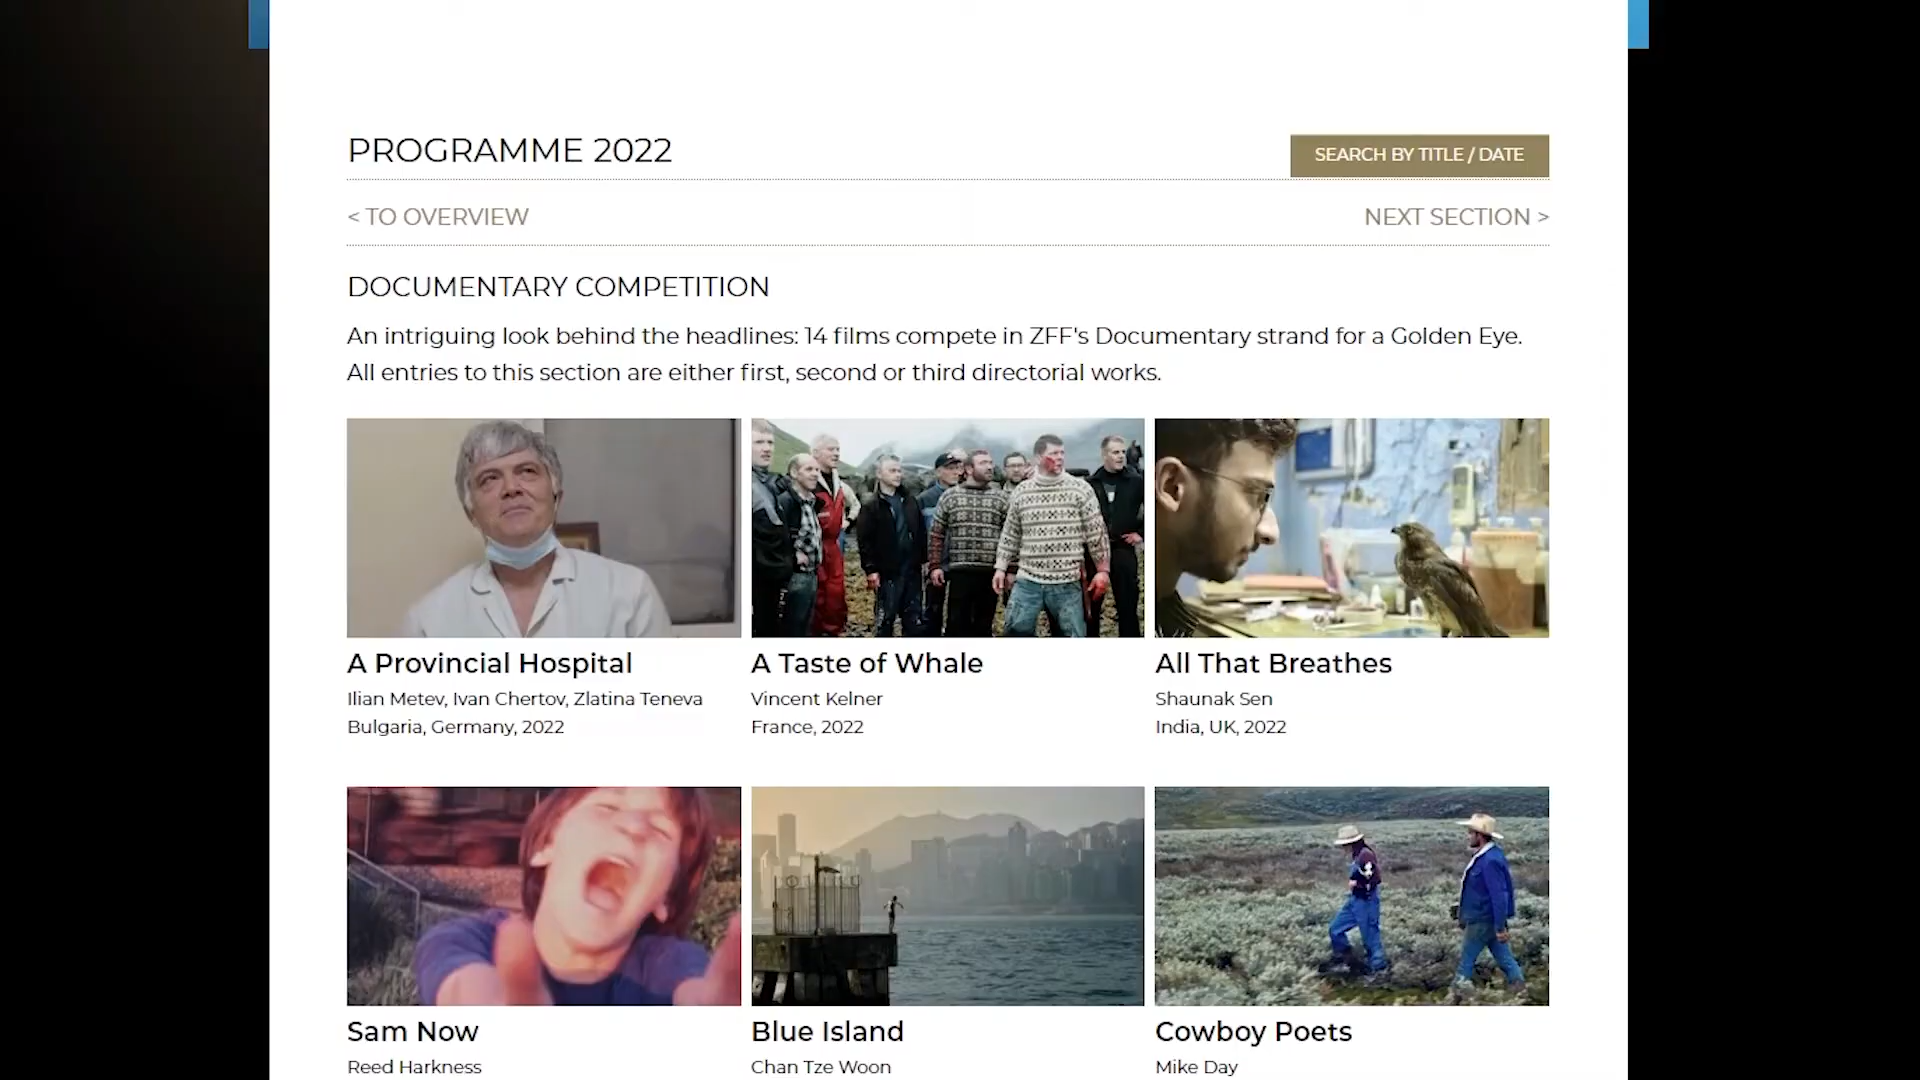 PROGRAMME 2022
SEARCH BY TITLE / DATE
< TO OVERVIEW
NEXT SECTION >
DOCUMENTARY COMPETITION
An intriguing look behind the headlines: 14 films compete in ZFF's Documentary strand for a Golden Eye.
All entries to this section are either first, second or third directorial works.
A Provincial Hospital
Ilian Metev, Ivan Chertov, Zlatina Teneva
Bulgaria, Germany, 2022
A Taste of Whale
Vincent Kelner
France, 2022
All That Breathes
Shaunak Sen
India, UK, 2022
Sam Now
Reed Harkness
Blue Island
Chan Tze Woon
Cowboy Poets
Mike Day